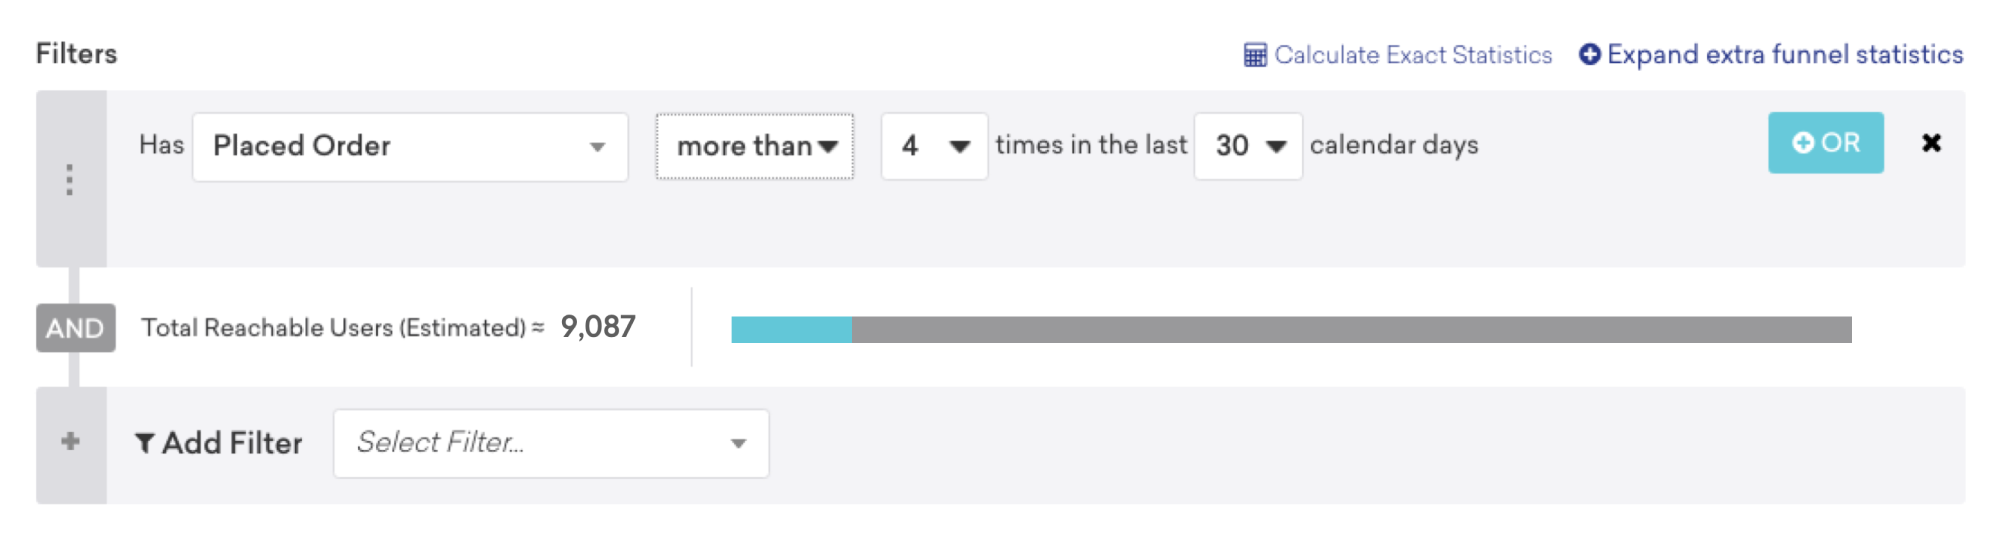 Filters Calculate Exact Statistics Expand extra funnel statistics
Has Placed Order more than 4 times in the last 30 calendar days OR
AND Total Reachable Users (Estimated) ≈ 9,087
Add Filter Select Filter...